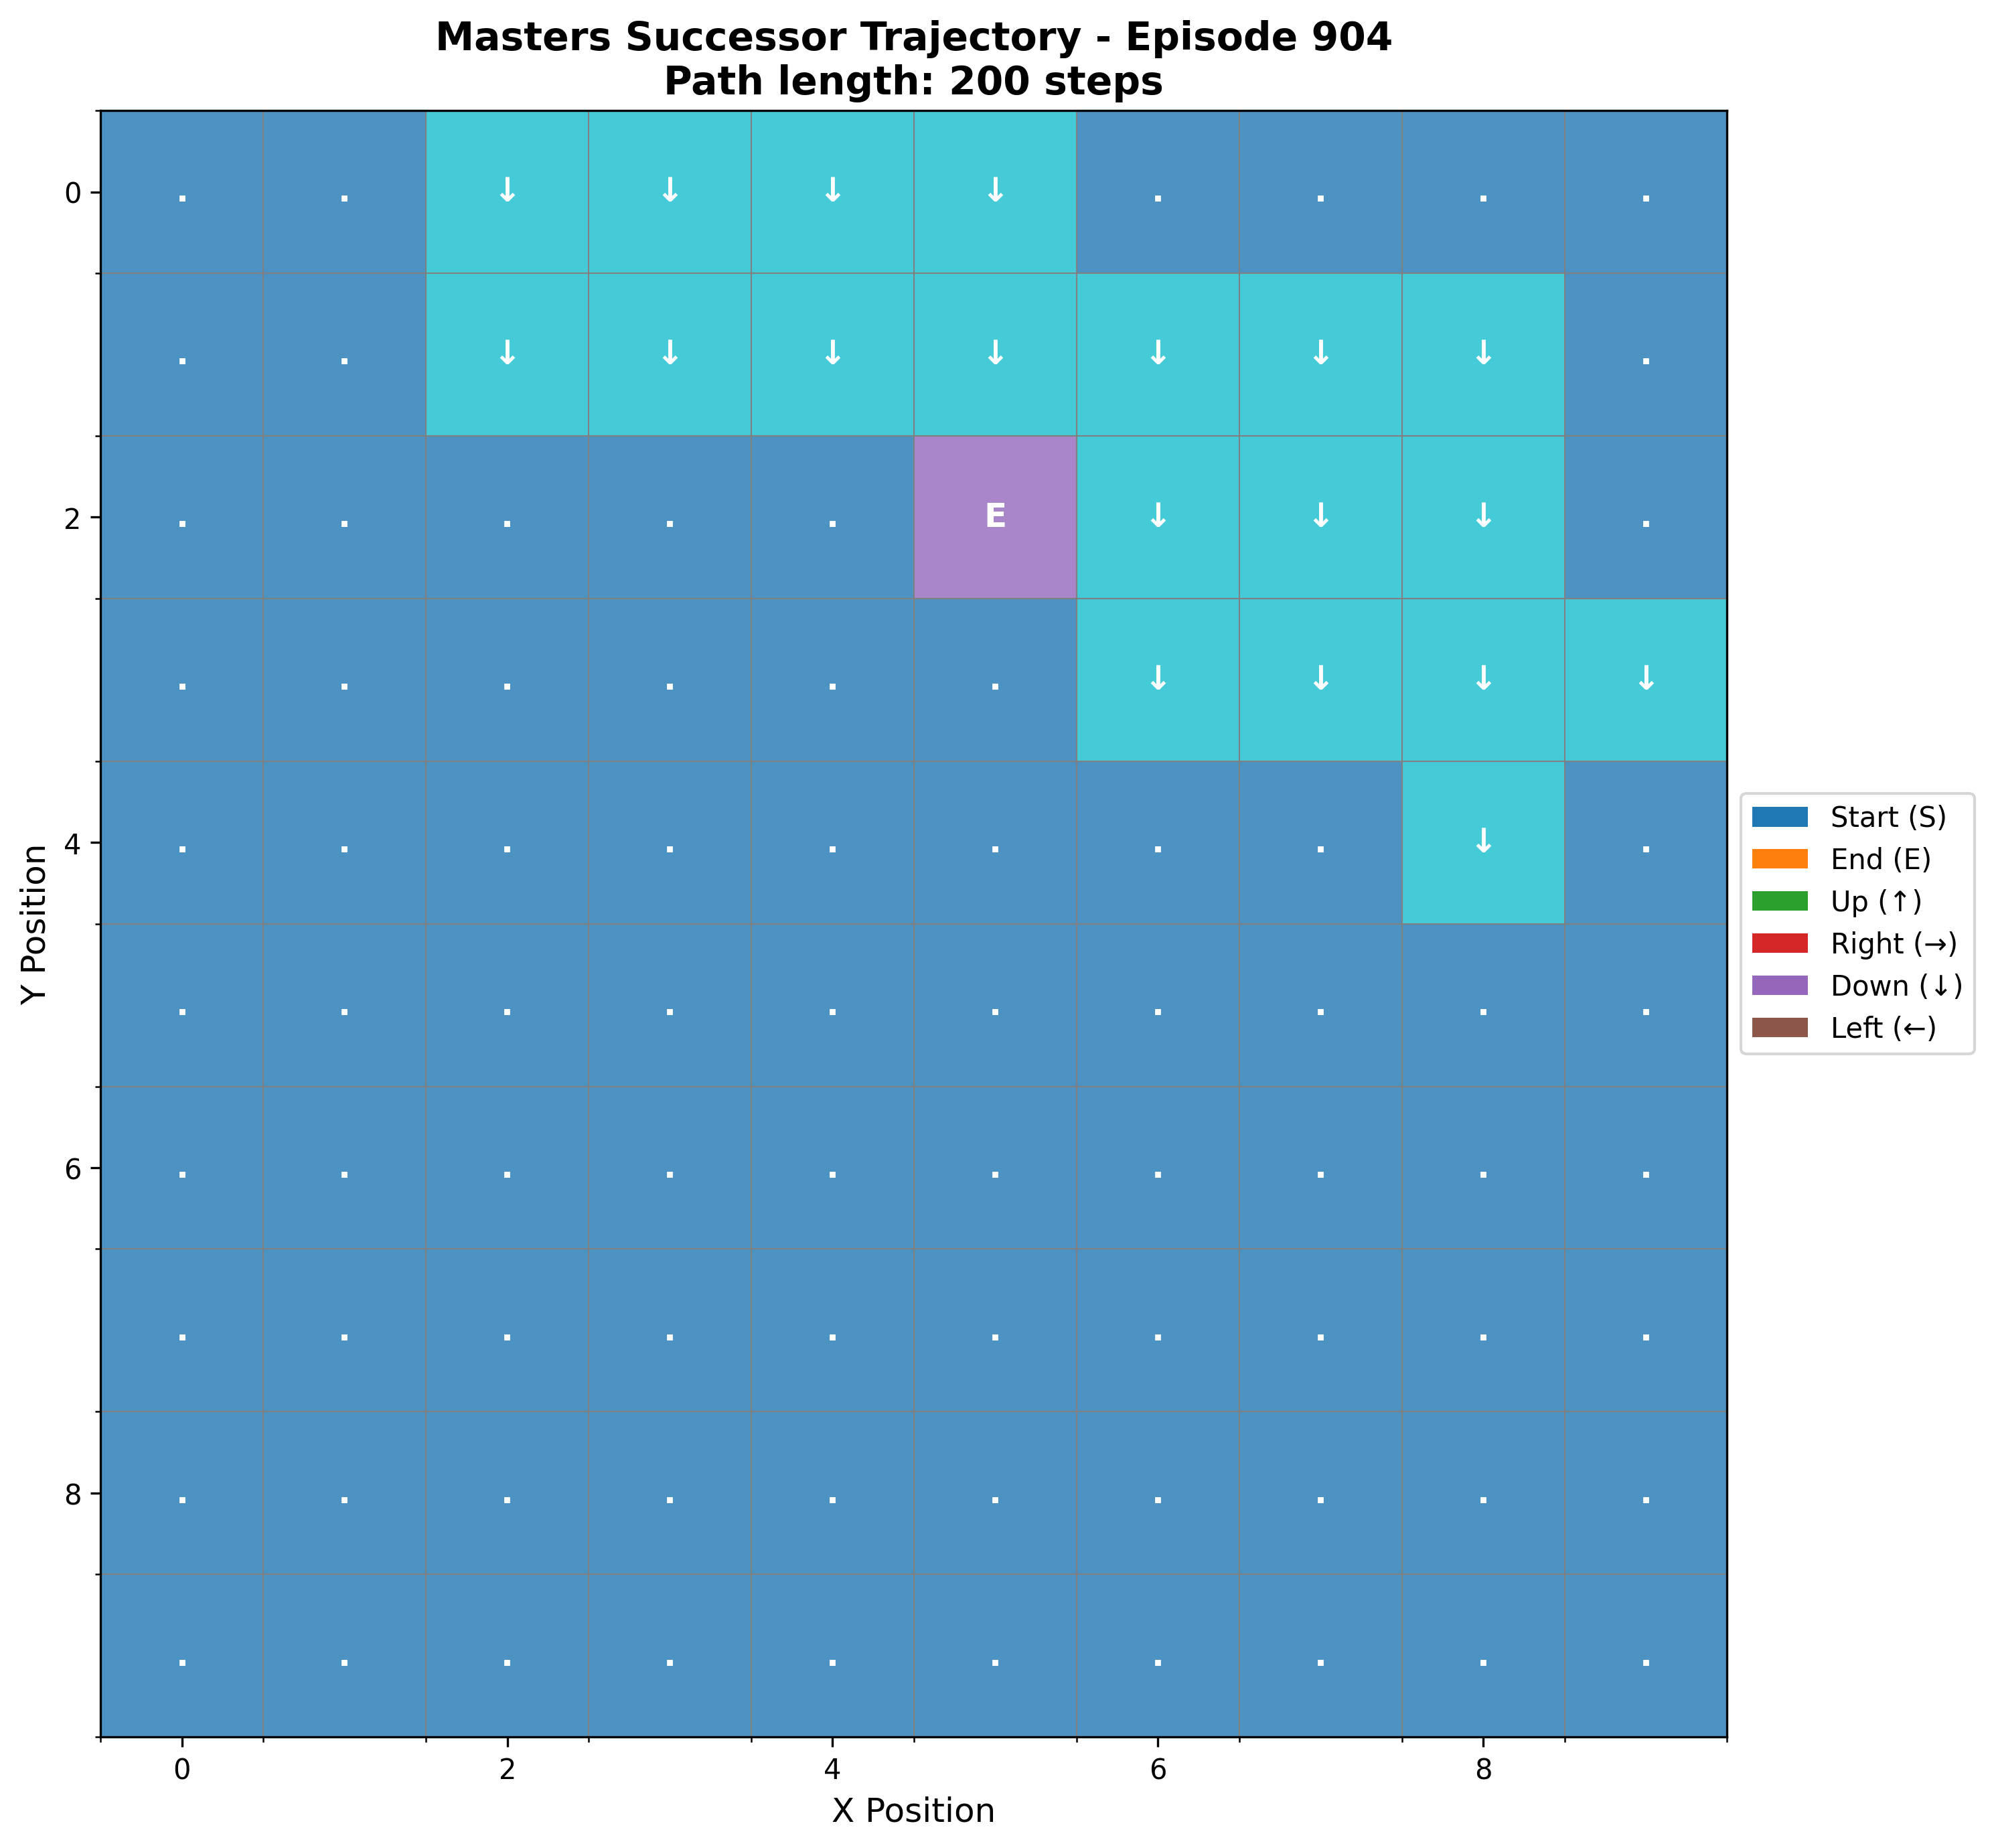 Masters Successor Trajectory - Episode 904
Path length: 200 steps
0 . . ↓ ↓ ↓ ↓ . . . .
. . ↓ ↓ ↓ ↓ ↓ ↓ ↓ .
2 . . . . . E ↓ ↓ ↓ .
. . . . . . ↓ ↓ ↓ ↓
4 . . . . . . . . ↓ .
. . . . . . . . . .
6 . . . . . . . . . .
. . . . . . . . . .
8 . . . . . . . . . .
. . . . . . . . . .
0 2 4 6 8
X Position
Y Position
Start (S)
End (E)
Up (↑)
Right (→)
Down (↓)
Left (←)